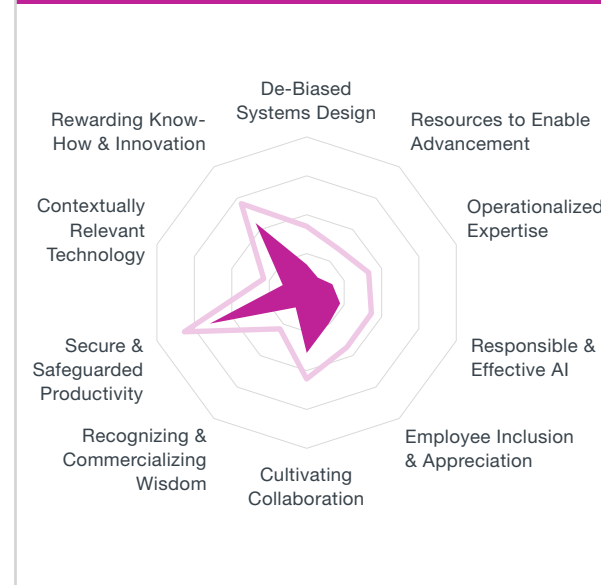 De-Biased
Systems Design
Resources to Enable
Advancement
Operationalized
Expertise
Responsible &
Effective AI
Employee Inclusion
& Appreciation
Cultivating
Collaboration
Recognizing &
Commercializing
Wisdom
Secure &
Safeguarded
Productivity
Contextually
Relevant
Technology
Rewarding Know-
How & Innovation